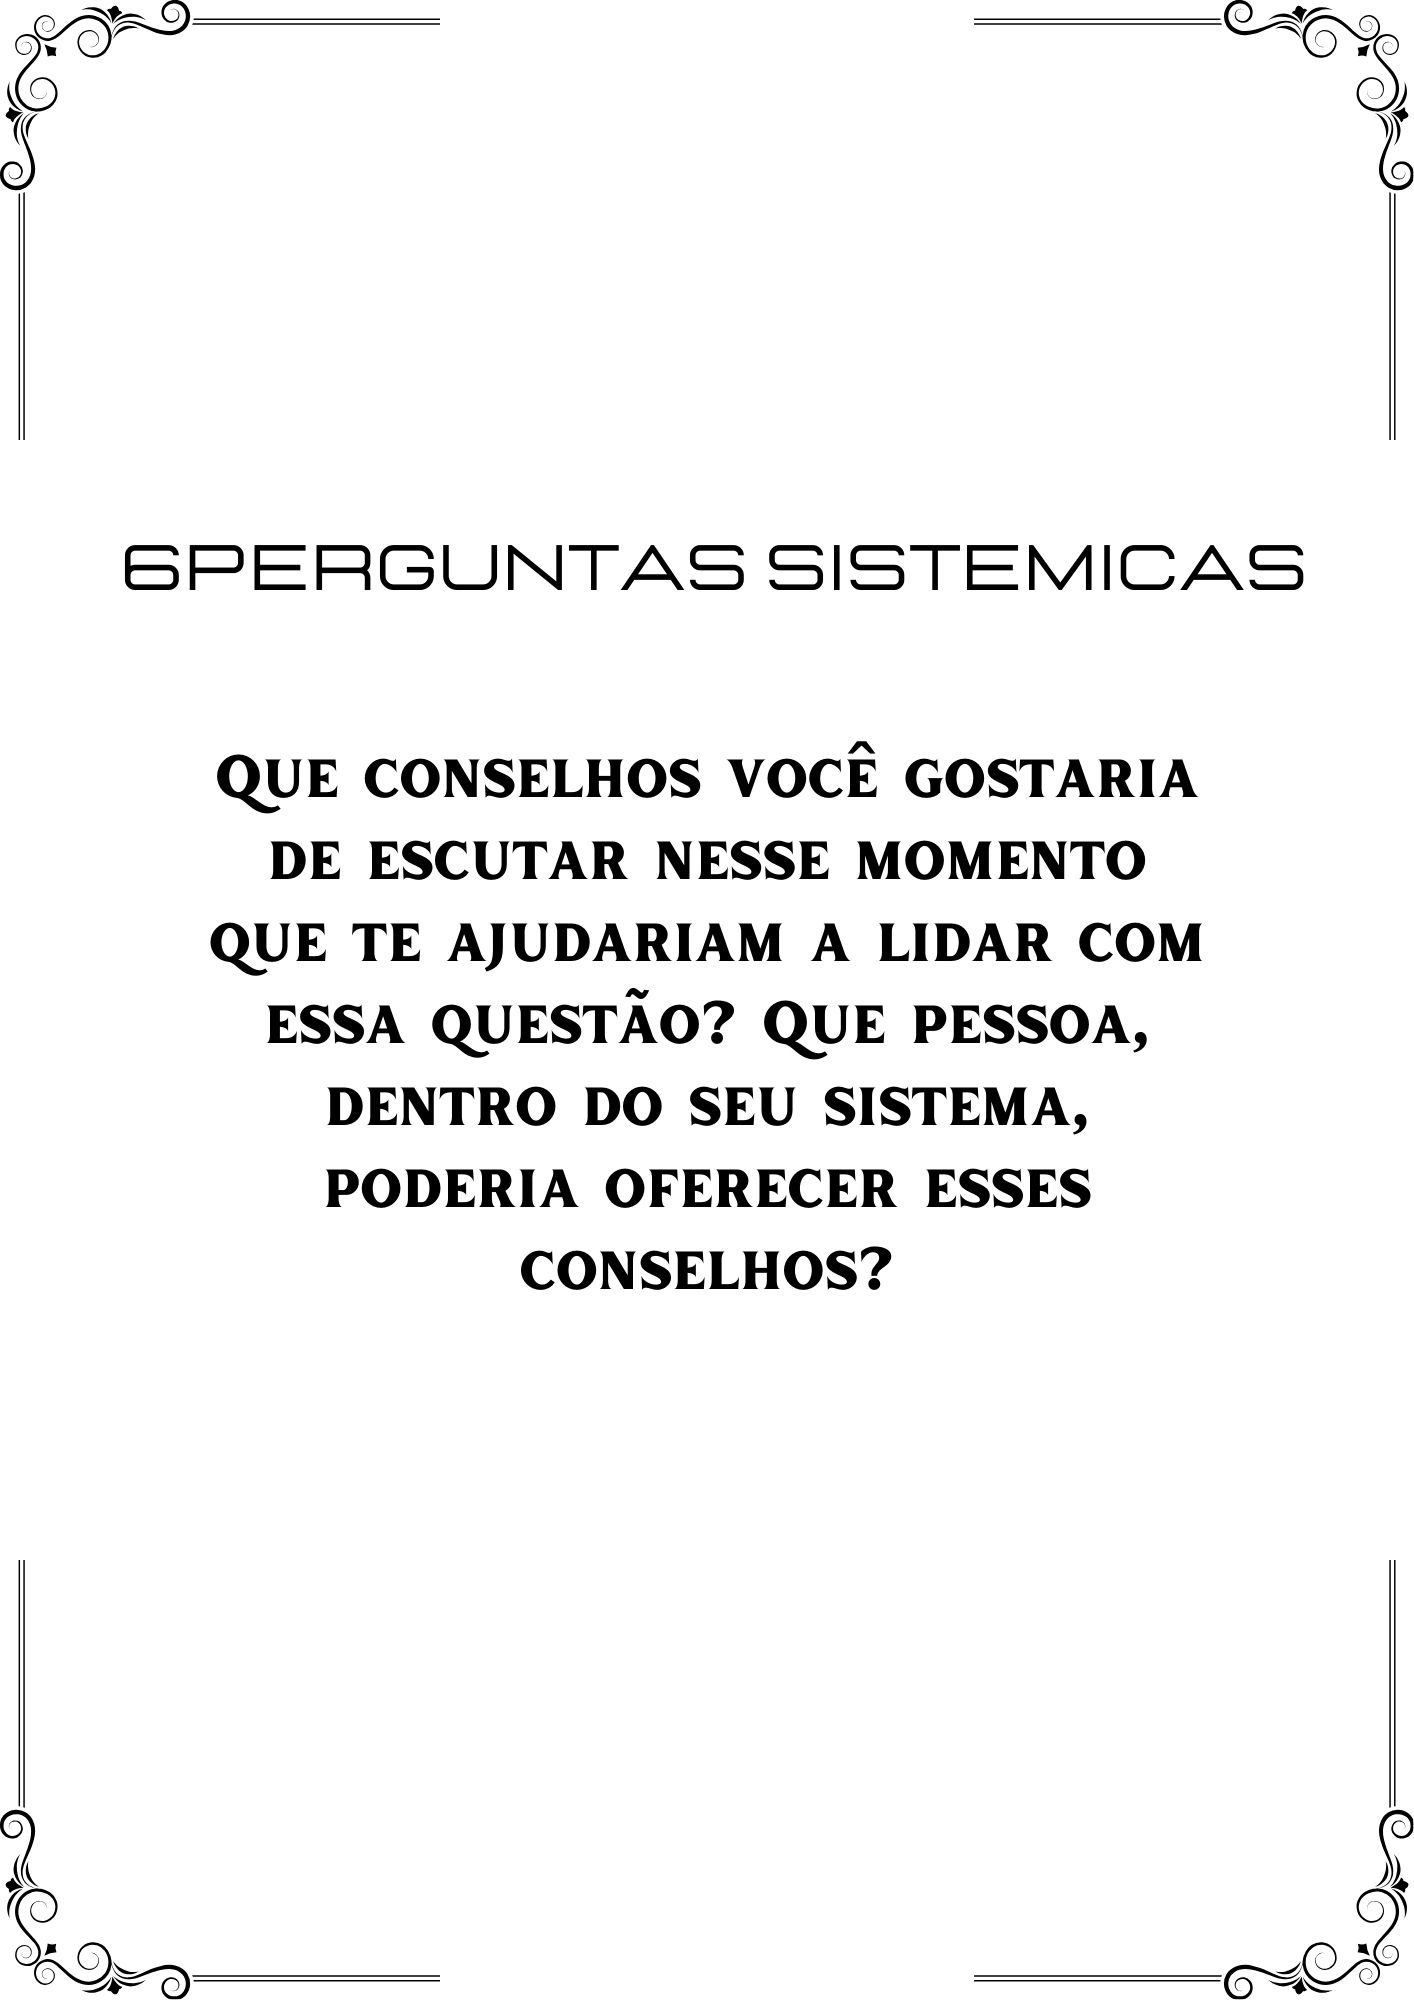 6PERGUNTAS SISTEMICAS
Que conselhos você gostaria
de escutar nesse momento
que te ajudariam a lidar com
essa questão? Que pessoa,
dentro do seu sistema,
poderia oferecer esses
conselhos?